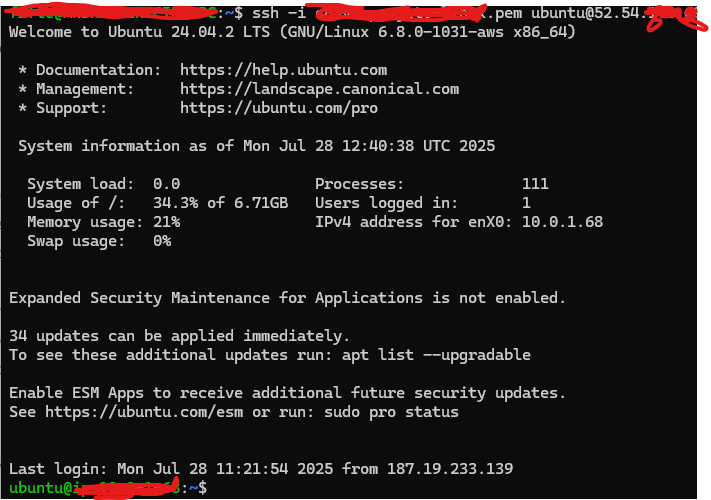 :~$ ssh -i .pem ubuntu@52.54.
Welcome to Ubuntu 24.04.2 LTS (GNU/Linux 6.8.0-1031-aws x86_64)
* Documentation: https://help.ubuntu.com
* Management: https://landscape.canonical.com
* Support: https://ubuntu.com/pro
System information as of Mon Jul 28 12:40:38 UTC 2025
System load: 0.0 Processes: 111
Usage of /: 34.3% of 6.71GB Users logged in: 1
Memory usage: 21% IPv4 address for enX0: 10.0.1.68
Swap usage: 0%
Expanded Security Maintenance for Applications is not enabled.
34 updates can be applied immediately.
To see these additional updates run: apt list --upgradable
Enable ESM Apps to receive additional future security updates.
See https://ubuntu.com/esm or run: sudo pro status
Last login: Mon Jul 28 11:21:54 2025 from 187.19.233.139
ubuntu@ :~$